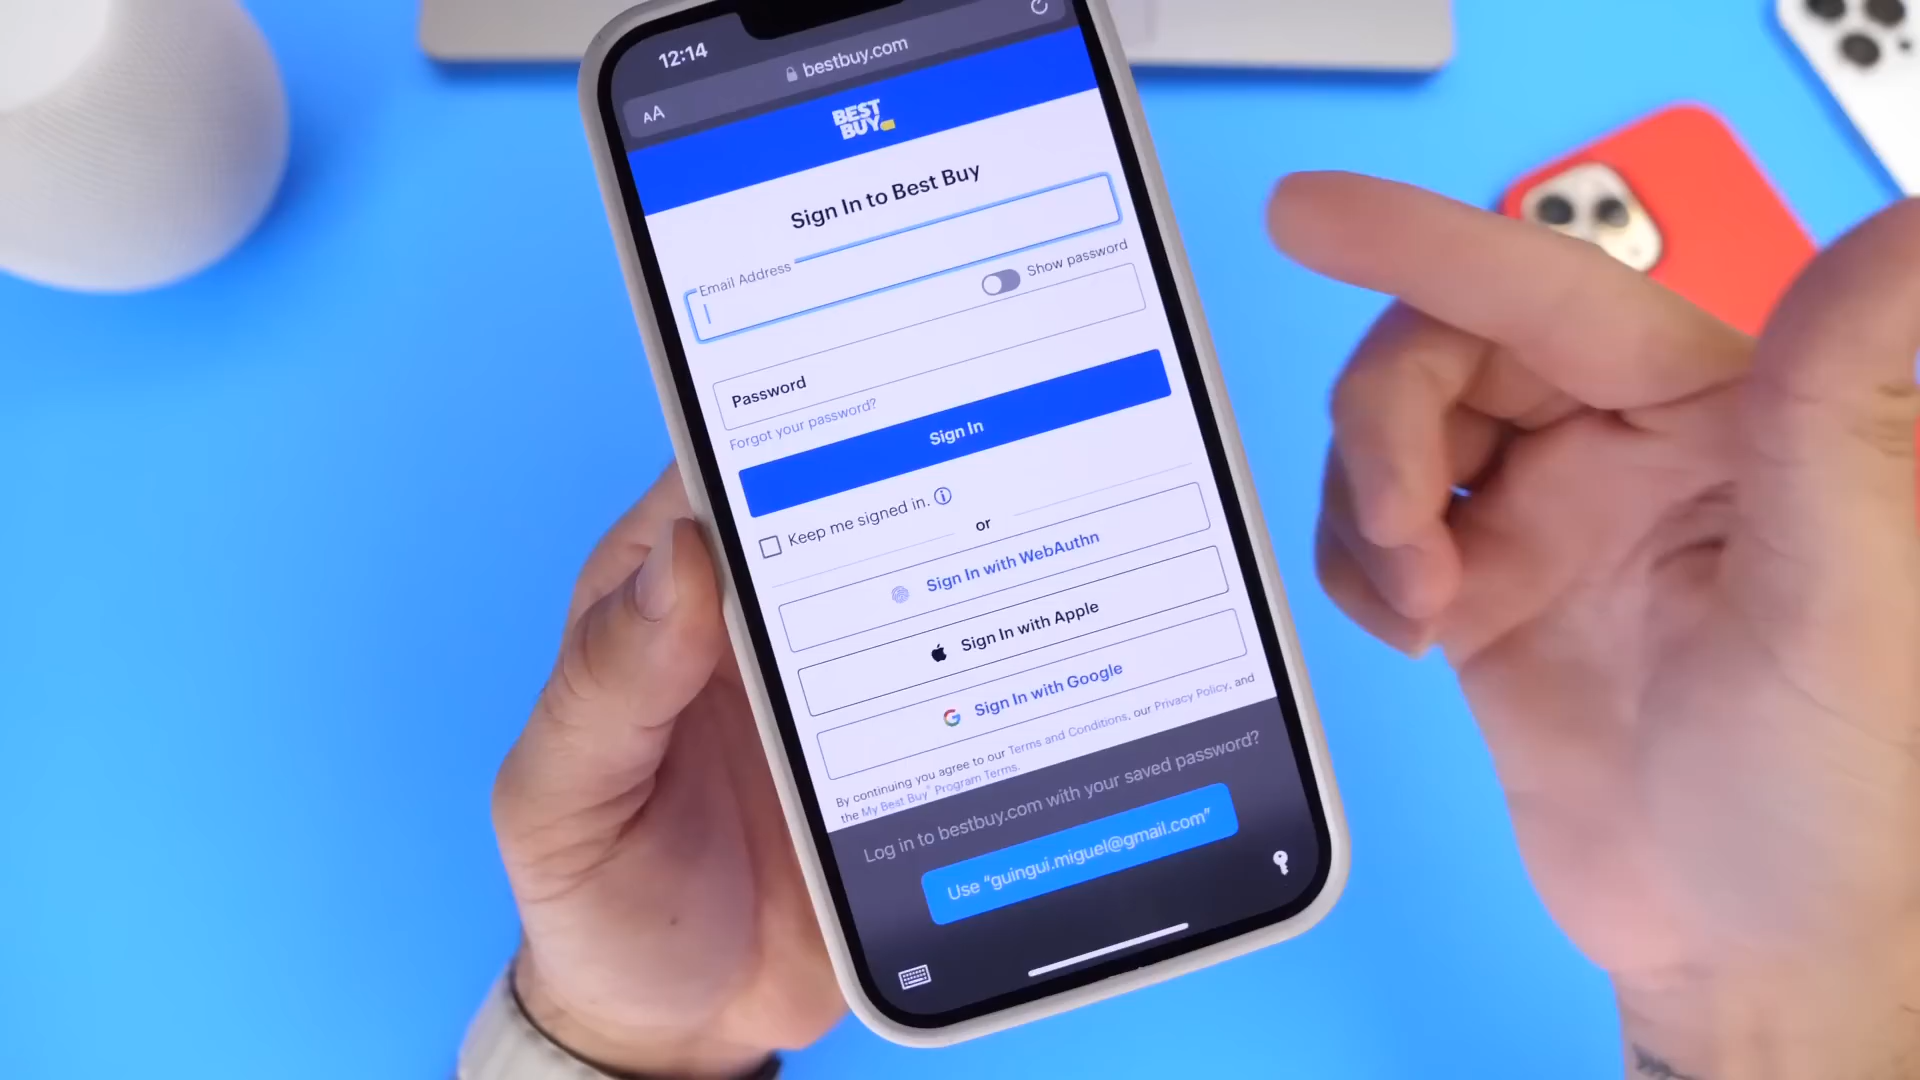 12:14
AA
bestbuy.com
BEST
BUY
Sign In to Best Buy
Email Address
Show password
Password
Forgot your password?
Sign In
Keep me signed in.
or
Sign In with WebAuthn
Sign In with Apple
Sign In with Google
By continuing you agree to our Terms and Conditions, our Privacy Policy, and
the My Best Buy® Program Terms.
Log in to bestbuy.com with your saved password?
Use “guingui.miguel@gmail.com”